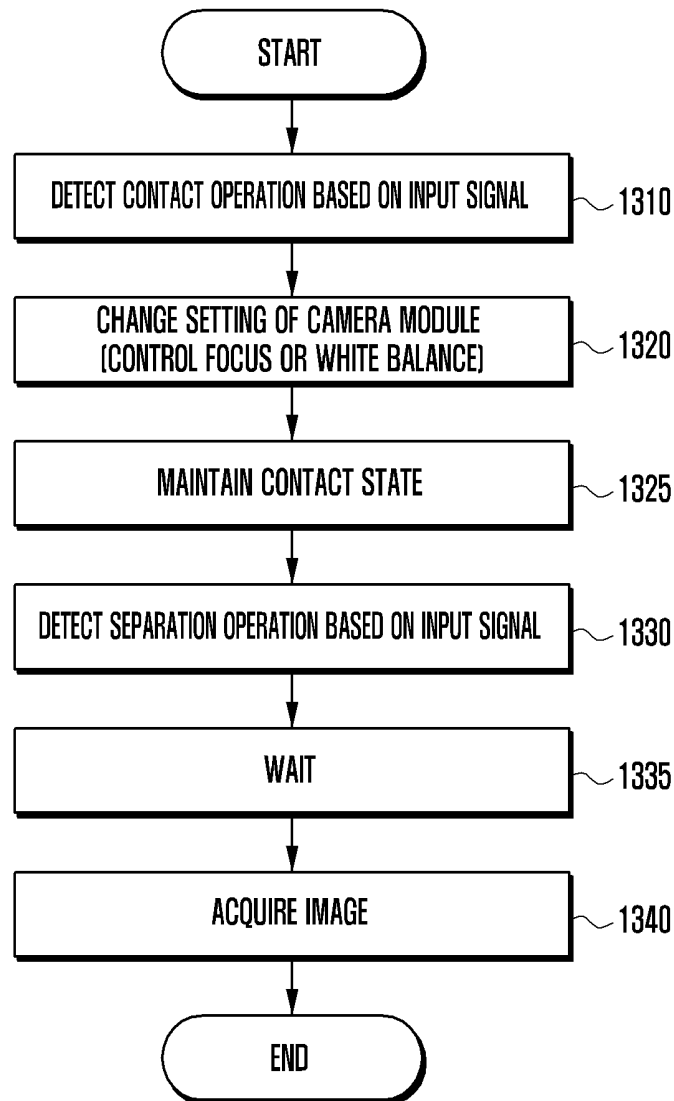 START
DETECT CONTACT OPERATION BASED ON INPUT SIGNAL
1310
CHANGE SETTING OF CAMERA MODULE
(CONTROL FOCUS OR WHITE BALANCE)
1320
MAINTAIN CONTACT STATE
1325
DETECT SEPARATION OPERATION BASED ON INPUT SIGNAL
1330
WAIT
1335
ACQUIRE IMAGE
1340
END